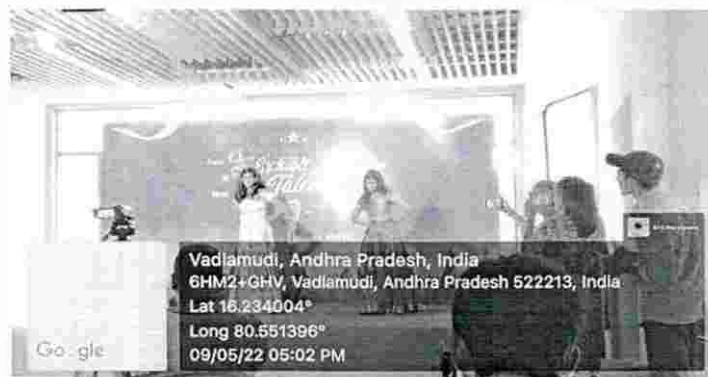 Vadlamudi, Andhra Pradesh, India
6HM2+GHV, Vadlamudi, Andhra Pradesh 522213, India
Lat 16.234004°
Long 80.551396°
09/05/22 05:02 PM
Google